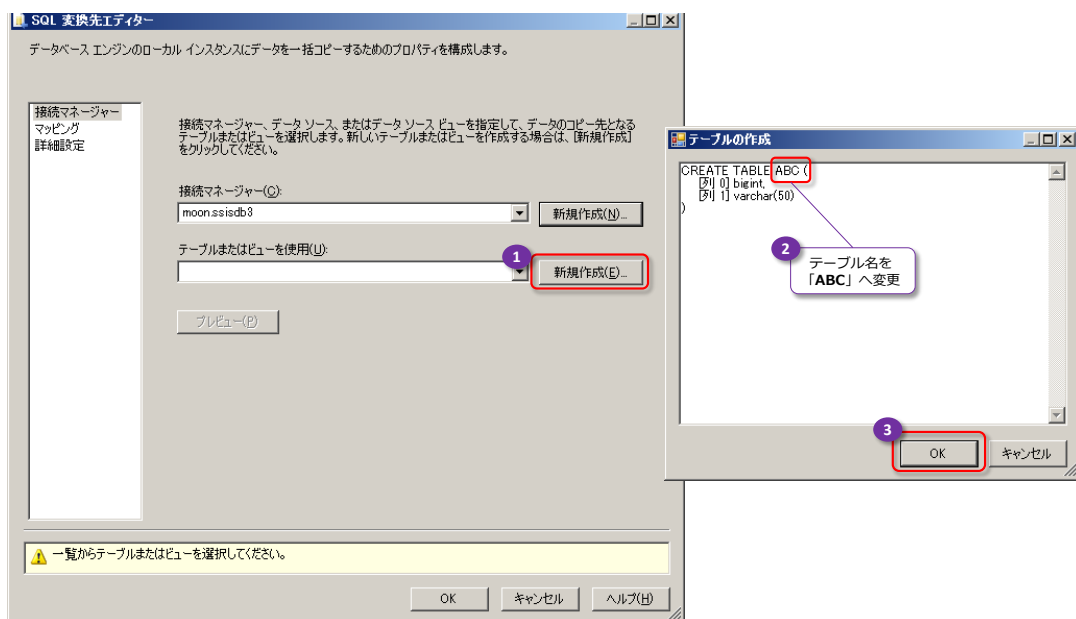 SQL 変換先エディター
データベース エンジンのローカル インスタンスにデータを一括コピーするためのプロパティを構成します。
接続マネージャー
マッピング
詳細設定
接続マネージャー、データ ソース、またはデータ ソース ビューを指定して、データのコピー先となる
テーブルまたはビューを選択します。新しいテーブルまたはビューを作成する場合は、[新規作成]
をクリックしてください。
接続マネージャー(C):
moon.ssisdb3
新規作成(N)...
テーブルまたはビューを使用(U):
1
新規作成(E)...
プレビュー(P)
一覧からテーブルまたはビューを選択してください。
OK
キャンセル
ヘルプ(H)
テーブルの作成
CREATE TABLE ABC (
[列 0] bigint,
[列 1] varchar(50)
)
2
テーブル名を
「ABC」へ変更
3
OK
キャンセル